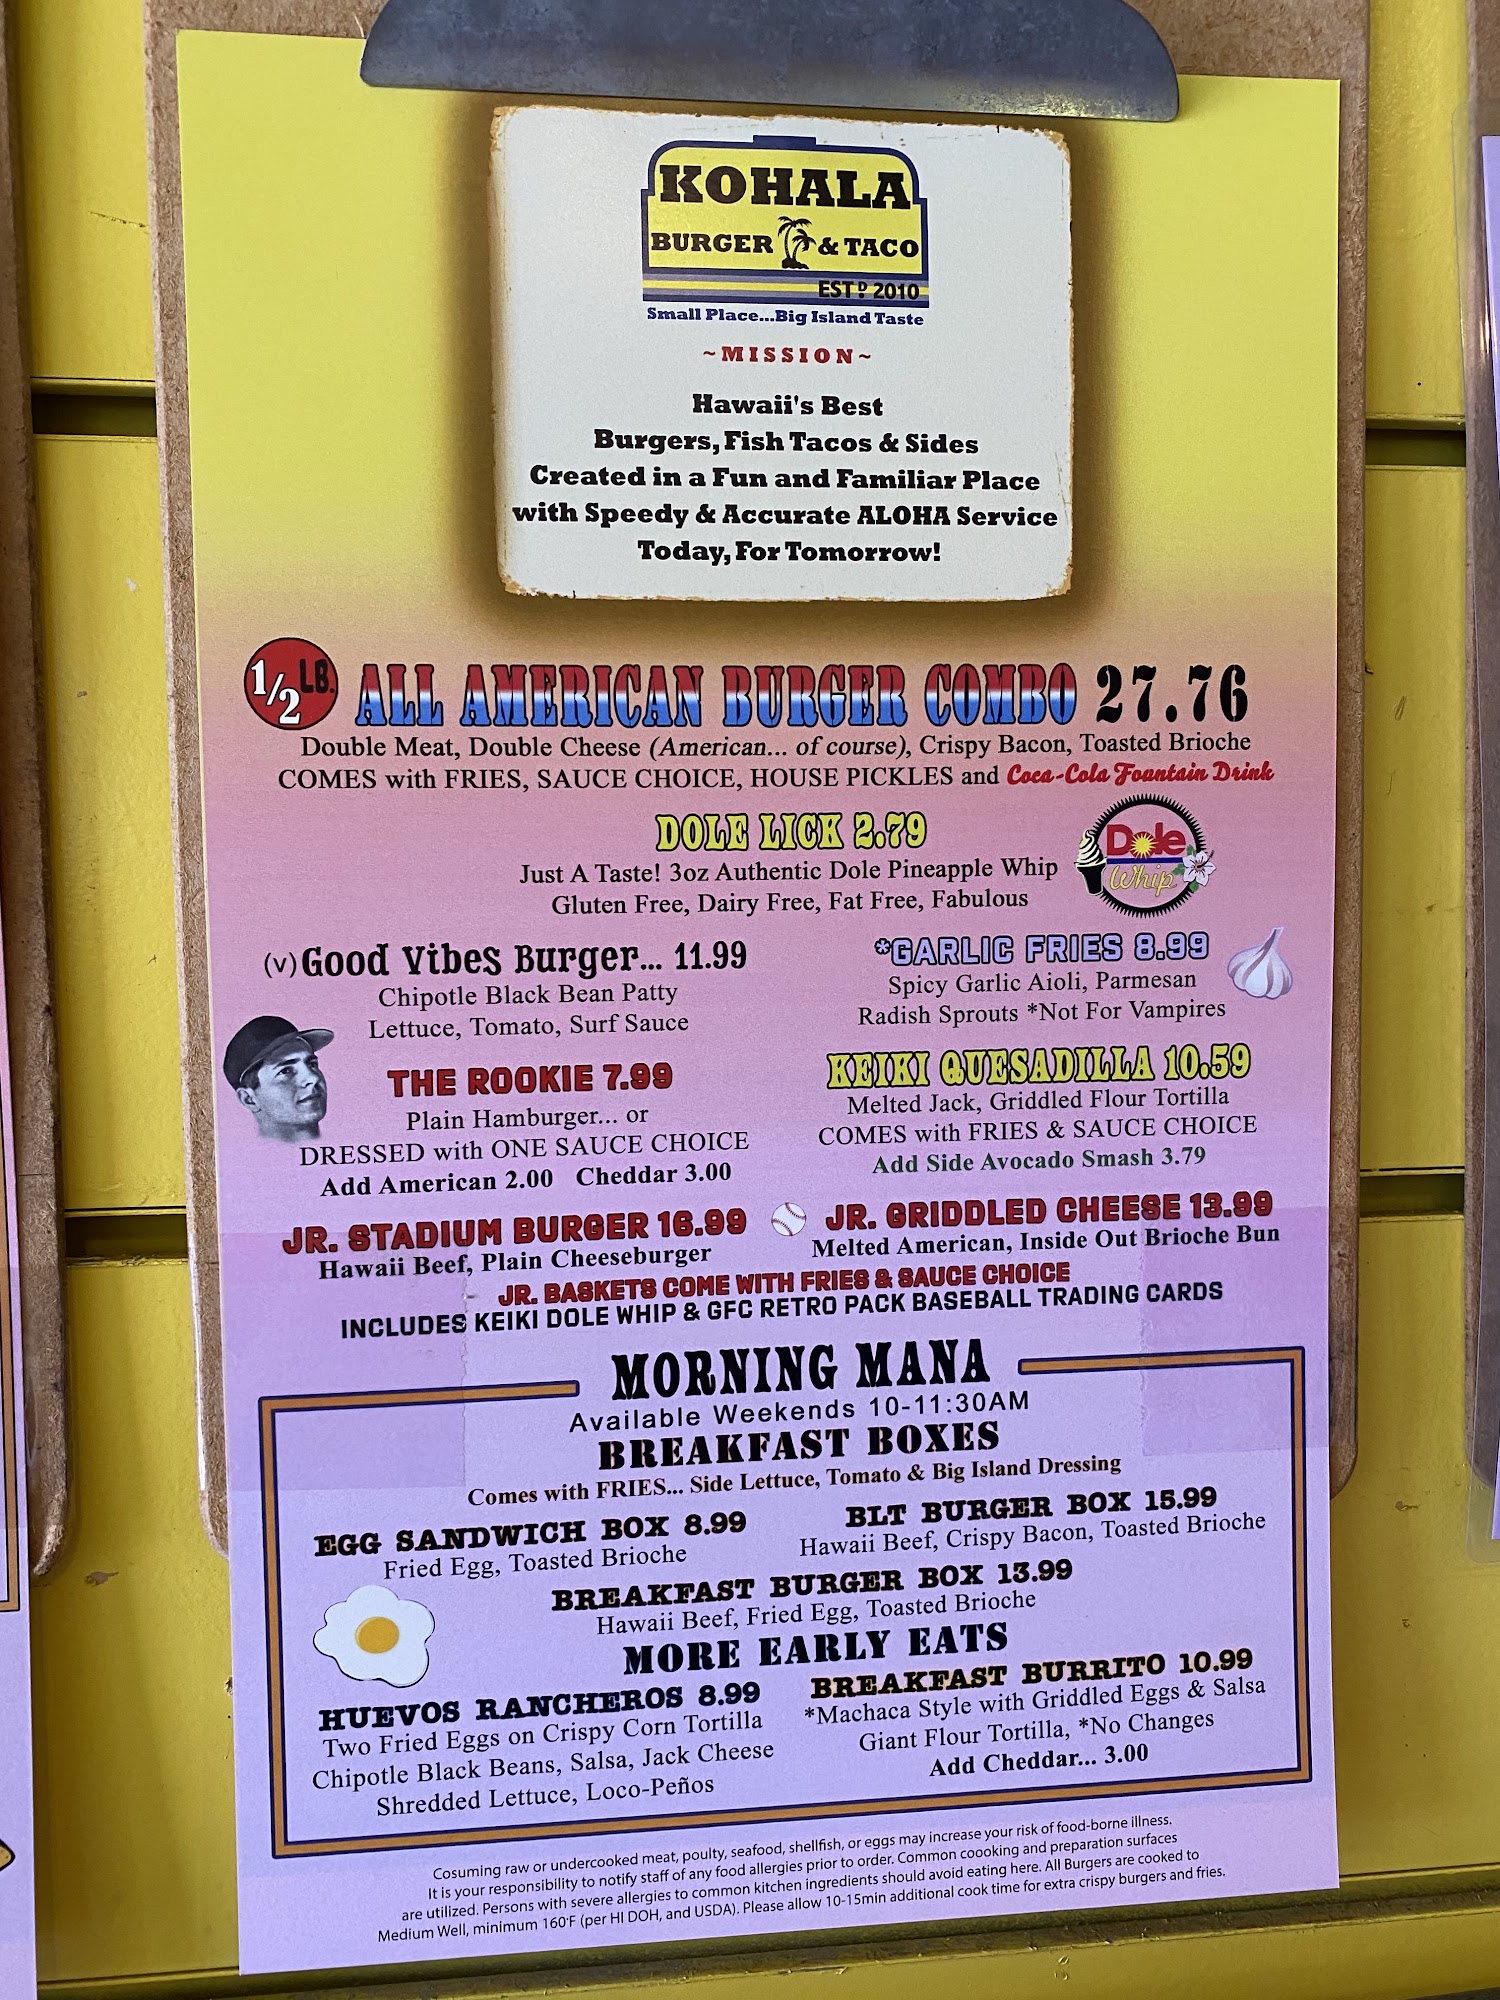 KOHALA
BURGER & TACO
EST D 2010
Small Place...Big Island Taste
~MISSION~
Hawaii's Best
Burgers, Fish Tacos & Sides
Created in a Fun and Familiar Place
with Speedy & Accurate ALOHA Service
Today, For Tomorrow!
1/2 LB. ALL AMERICAN BURGER COMBO 27.76
Double Meat, Double Cheese (American... of course), Crispy Bacon, Toasted Brioche
COMES with FRIES, SAUCE CHOICE, HOUSE PICKLES and Coca-Cola Fountain Drink
DOLE LICK 2.79
Just A Taste! 3oz Authentic Dole Pineapple Whip
Gluten Free, Dairy Free, Fat Free, Fabulous
Dole
Whip
(v) Good Vibes Burger... 11.99
Chipotle Black Bean Patty
Lettuce, Tomato, Surf Sauce
*GARLIC FRIES 8.99
Spicy Garlic Aioli, Parmesan
Radish Sprouts *Not For Vampires
THE ROOKIE 7.99
Plain Hamburger... or
DRESSED with ONE SAUCE CHOICE
Add American 2.00 Cheddar 3.00
KEIKI QUESADILLA 10.59
Melted Jack, Griddled Flour Tortilla
COMES with FRIES & SAUCE CHOICE
Add Side Avocado Smash 3.79
JR. STADIUM BURGER 16.99
Hawaii Beef, Plain Cheeseburger
JR. GRIDDLED CHEESE 13.99
Melted American, Inside Out Brioche Bun
JR. BASKETS COME WITH FRIES & SAUCE CHOICE
INCLUDES KEIKI DOLE WHIP & GFC RETRO PACK BASEBALL TRADING CARDS
MORNING MANA
Available Weekends 10-11:30AM
BREAKFAST BOXES
Comes with FRIES... Side Lettuce, Tomato & Big Island Dressing
EGG SANDWICH BOX 8.99
Fried Egg, Toasted Brioche
BLT BURGER BOX 15.99
Hawaii Beef, Crispy Bacon, Toasted Brioche
BREAKFAST BURGER BOX 13.99
Hawaii Beef, Fried Egg, Toasted Brioche
MORE EARLY EATS
HUEVOS RANCHEROS 8.99
Two Fried Eggs on Crispy Corn Tortilla
Chipotle Black Beans, Salsa, Jack Cheese
Shredded Lettuce, Loco-Peños
BREAKFAST BURRITO 10.99
*Machaca Style with Griddled Eggs & Salsa
Giant Flour Tortilla, *No Changes
Add Cheddar... 3.00
Cosuming raw or undercooked meat, poulty, seafood, shellfish, or eggs may increase your risk of food-borne illness.
It is your responsibility to notify staff of any food allergies prior to order. Common coooking and preparation surfaces
are utilized. Persons with severe allergies to common kitchen ingredients should avoid eating here. All Burgers are cooked to
Medium Well, minimum 160°F (per HI DOH, and USDA). Please allow 10-15min additional cook time for extra crispy burgers and fries.